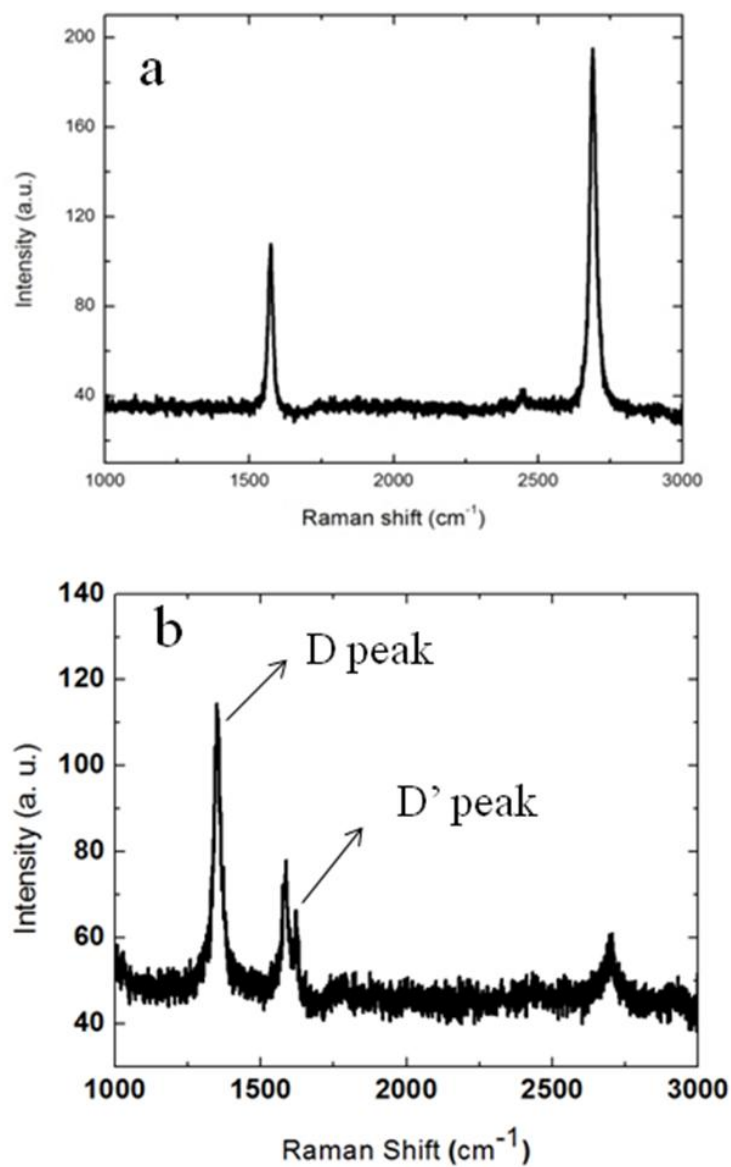 a
200
160
120
80
40
Intensity (a.u.)
1000 1500 2000 2500 3000
Raman shift (cm⁻¹)
b
140
120
100
80
60
40
Intensity (a. u.)
D peak
D’ peak
1000 1500 2000 2500 3000
Raman Shift (cm⁻¹)